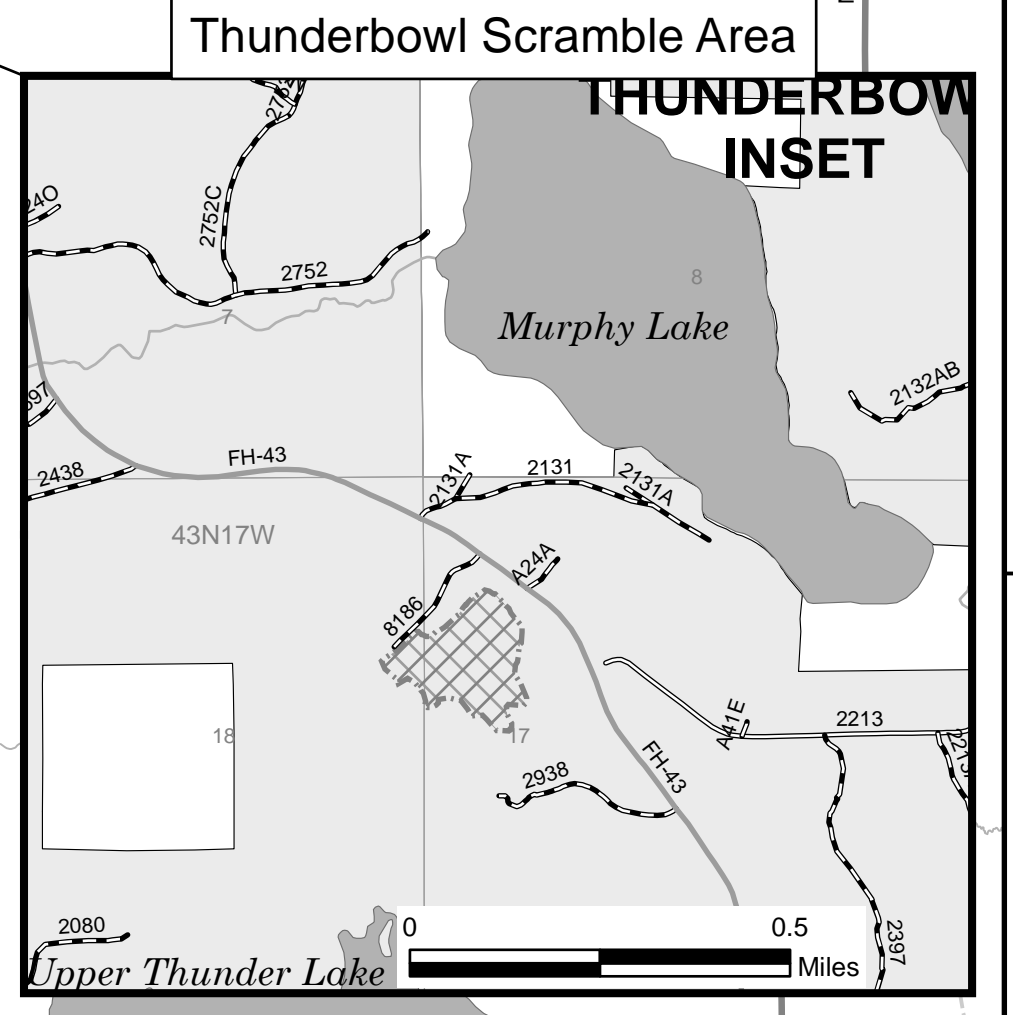 Thunderbowl Scramble Area
THUNDERBOW
INSET
2752C
2752
7
8
Murphy Lake
2132AB
FH-43
2438
2131A
2131
2131A
43N17W
A24A
8186
18
17
A41E
2213
FH-43
2938
2397
2080
Upper Thunder Lake
0
0.5
Miles